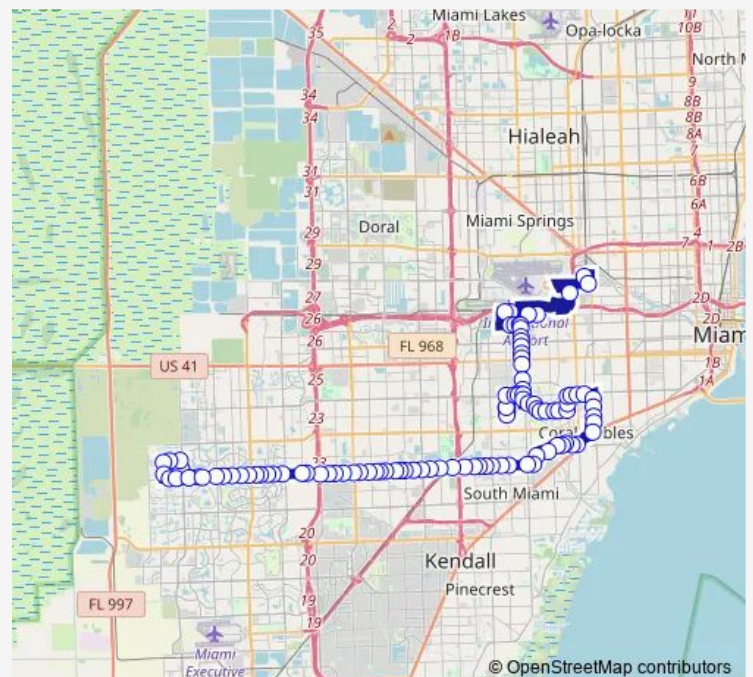 Miami Lakes
Opa-locka
10B
35
2
2
1B
North M
9
8B
8B
8A
7
34
34
Hialeah
31
31
6B
6A
Doral
Miami Springs
29
29
7
4
1
2B
27
26
26
2D
2D
Miam
FL 968
US 41
25
1B
1A
23
22
South Miami
20
20
Kendall
19
19
Pinecrest
FL 997
Miami
Executive
© OpenStreetMap contributors